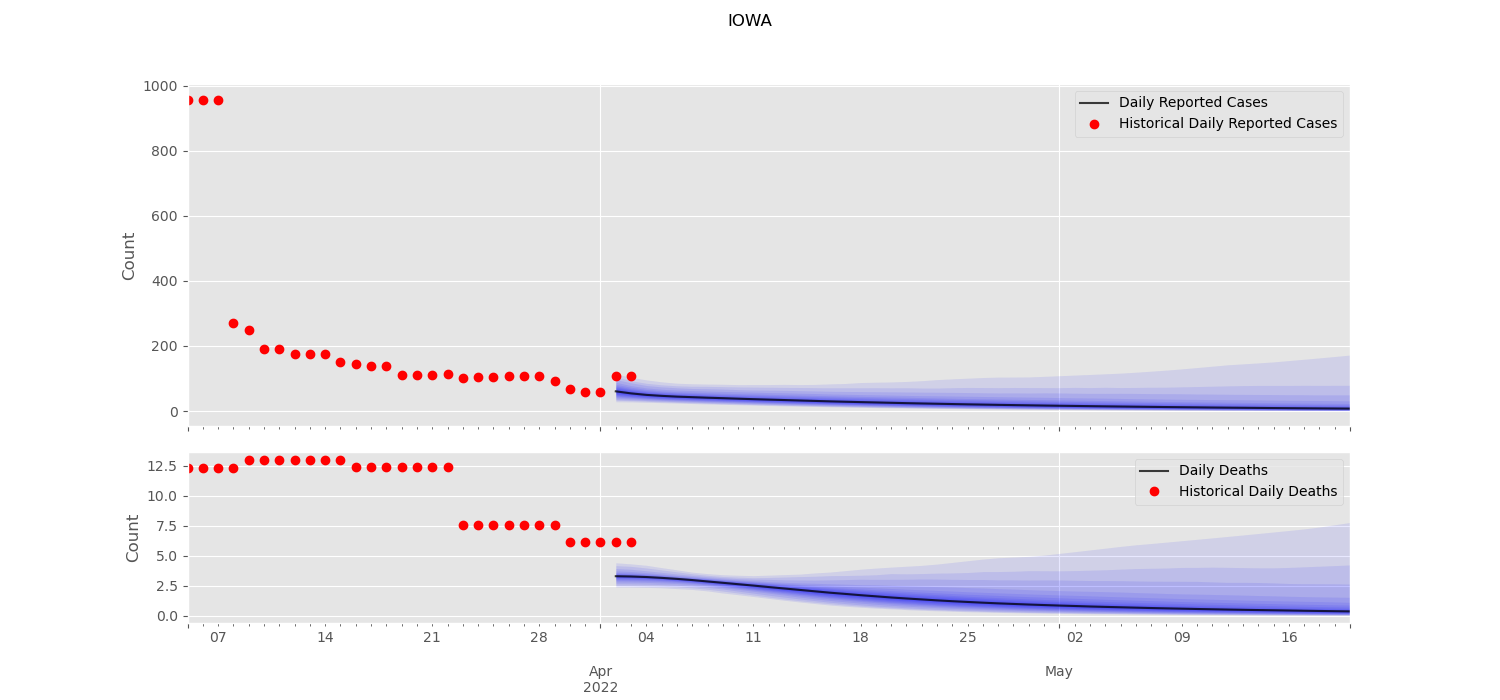 IOWA
1000
800
600
400
200
0
Count
Daily Reported Cases
Historical Daily Reported Cases
12.5
10.0
7.5
5.0
2.5
0.0
Count
Daily Deaths
Historical Daily Deaths
07 14 21 28 04 11 18 25 02 09 16
Apr May
2022